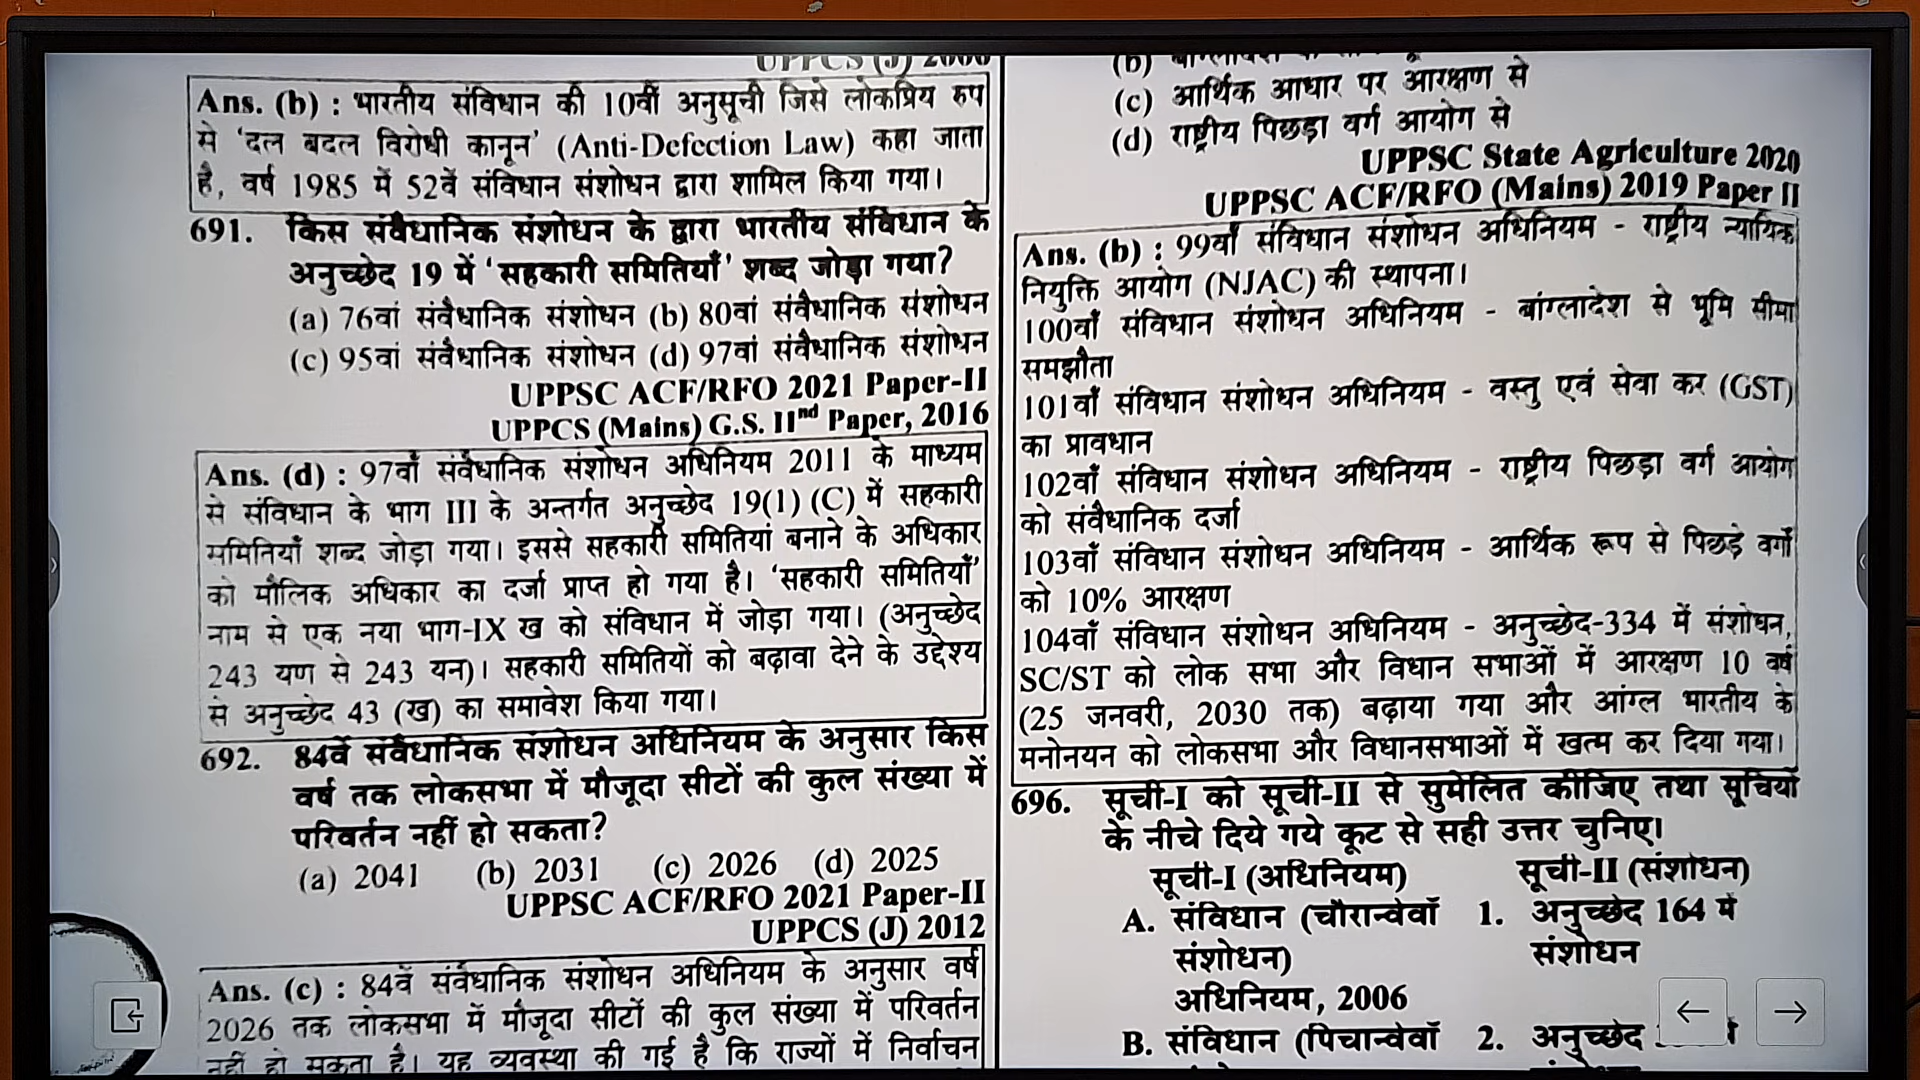 UPPCS (J) 2006
Ans. (b) : भारतीय संविधान की 10वीं अनुसूची जिसे लोकप्रिय रुप
से ‘दल बदल विरोधी कानून’ (Anti-Defection Law) कहा जाता
है, वर्ष 1985 में 52वें संविधान संशोधन द्वारा शामिल किया गया।
691. किस संवैधानिक संशोधन के द्वारा भारतीय संविधान के
अनुच्छेद 19 में ‘सहकारी समितियाँ’ शब्द जोड़ा गया?
(a) 76वां संवैधानिक संशोधन (b) 80वां संवैधानिक संशोधन
(c) 95वां संवैधानिक संशोधन (d) 97वां संवैधानिक संशोधन
UPPSC ACF/RFO 2021 Paper-II
UPPCS (Mains) G.S. IInd Paper, 2016
Ans. (d) : 97वाँ संवैधानिक संशोधन अधिनियम 2011 के माध्यम
से संविधान के भाग III के अन्तर्गत अनुच्छेद 19(1) (C) में सहकारी
समितियाँ शब्द जोड़ा गया। इससे सहकारी समितियां बनाने के अधिकार
को मौलिक अधिकार का दर्जा प्राप्त हो गया है। ‘सहकारी समितियाँ’
नाम से एक नया भाग-IX ख को संविधान में जोड़ा गया। (अनुच्छेद
243 यण से 243 यन)। सहकारी समितियों को बढ़ावा देने के उद्देश्य
से अनुच्छेद 43 (ख) का समावेश किया गया।
692. 84वें संवैधानिक संशोधन अधिनियम के अनुसार किस
वर्ष तक लोकसभा में मौजूदा सीटों की कुल संख्या में
परिवर्तन नहीं हो सकता?
(a) 2041 (b) 2031 (c) 2026 (d) 2025
UPPSC ACF/RFO 2021 Paper-II
UPPCS (J) 2012
Ans. (c) : 84वें संवैधानिक संशोधन अधिनियम के अनुसार वर्ष
2026 तक लोकसभा में मौजूदा सीटों की कुल संख्या में परिवर्तन
नहीं हो सकता है। यह व्यवस्था की गई है कि राज्यों में निर्वाचन
(b)
(c) आर्थिक आधार पर आरक्षण से
(d) राष्ट्रीय पिछड़ा वर्ग आयोग से
UPPSC State Agriculture 2020
UPPSC ACF/RFO (Mains) 2019 Paper II
Ans. (b) : 99वाँ संविधान संशोधन अधिनियम - राष्ट्रीय न्यायिक
नियुक्ति आयोग (NJAC) की स्थापना।
100वाँ संविधान संशोधन अधिनियम - बांग्लादेश से भूमि सीमा
समझौता
101वाँ संविधान संशोधन अधिनियम - वस्तु एवं सेवा कर (GST)
का प्रावधान
102वाँ संविधान संशोधन अधिनियम - राष्ट्रीय पिछड़ा वर्ग आयोग
को संवैधानिक दर्जा
103वाँ संविधान संशोधन अधिनियम - आर्थिक रूप से पिछड़े वर्गों
को 10% आरक्षण
104वाँ संविधान संशोधन अधिनियम - अनुच्छेद-334 में संशोधन,
SC/ST को लोक सभा और विधान सभाओं में आरक्षण 10 वर्ष
(25 जनवरी, 2030 तक) बढ़ाया गया और आंग्ल भारतीय के
मनोनयन को लोकसभा और विधानसभाओं में खत्म कर दिया गया।
696. सूची-I को सूची-II से सुमेलित कीजिए तथा सूचियों
के नीचे दिये गये कूट से सही उत्तर चुनिए।
सूची-I (अधिनियम) सूची-II (संशोधन)
A. संविधान (चौरान्वेवाँ 1. अनुच्छेद 164 में
संशोधन) संशोधन
अधिनियम, 2006
B. संविधान (पिचान्वेवाँ 2. अनुच्छेद